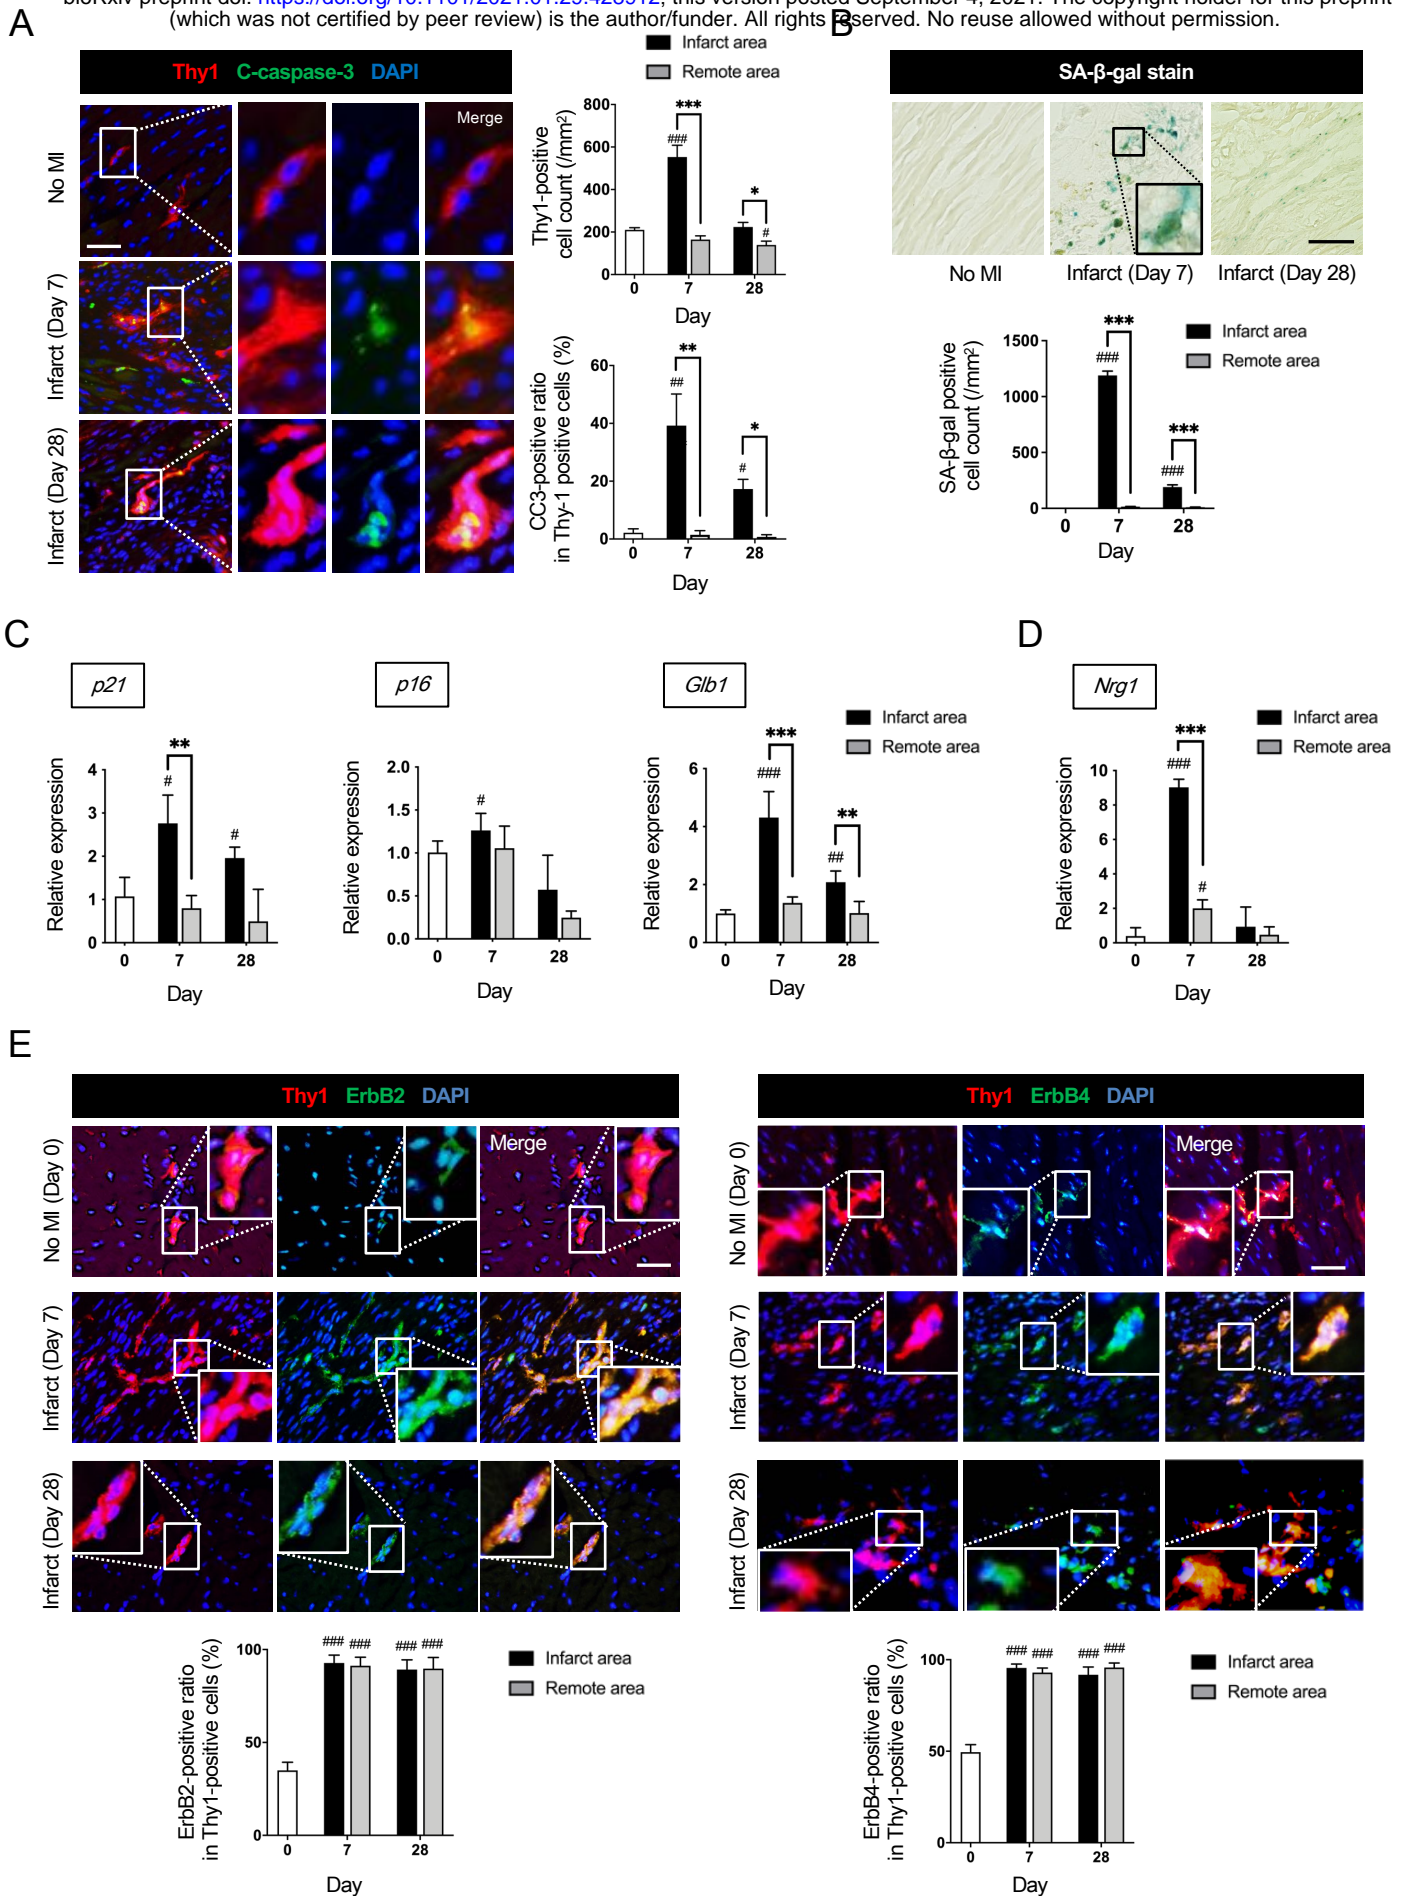 bioRxiv preprint doi: https://doi.org/10.1101/2021.01.29.428912; this version posted September 4, 2021. The copyright holder for this preprint
(which was not certified by peer review) is the author/funder. All rights reserved. No reuse allowed without permission.
A
Thy1 C-caspase-3 DAPI
No MI
Merge
Infarct (Day 7)
Infarct (Day 28)
Infarct area
Remote area
Thy1-positive
cell count (/mm²)
800
600
400
200
0
***
###
*
#
0 7 28
Day
CC3-positive ratio
in Thy-1 positive cells (%)
60
40
20
0
**
##
*
#
0 7 28
Day
B
SA-β-gal stain
No MI Infarct (Day 7) Infarct (Day 28)
SA-β-gal positive
cell count (/mm²)
1500
1000
500
0
***
###
***
###
0 7 28
Day
Infarct area
Remote area
C
p21
Relative expression
4
3
2
1
0
**
#
#
0 7 28
Day
p16
Relative expression
2.0
1.5
1.0
0.5
0.0
#
0 7 28
Day
Glb1
Infarct area
Remote area
Relative expression
6
4
2
0
***
###
**
##
0 7 28
Day
D
Nrg1
Infarct area
Remote area
Relative expression
10
8
6
4
2
0
***
###
#
0 7 28
Day
E
Thy1 ErbB2 DAPI
No MI (Day 0)
Merge
Infarct (Day 7)
Infarct (Day 28)
ErbB2-positive ratio
in Thy1-positive cells (%)
100
50
0
### ### ### ###
0 7 28
Day
Infarct area
Remote area
Thy1 ErbB4 DAPI
No MI (Day 0)
Merge
Infarct (Day 7)
Infarct (Day 28)
ErbB4-positive ratio
in Thy1-positive cells (%)
100
50
0
### ### ### ###
0 7 28
Day
Infarct area
Remote area